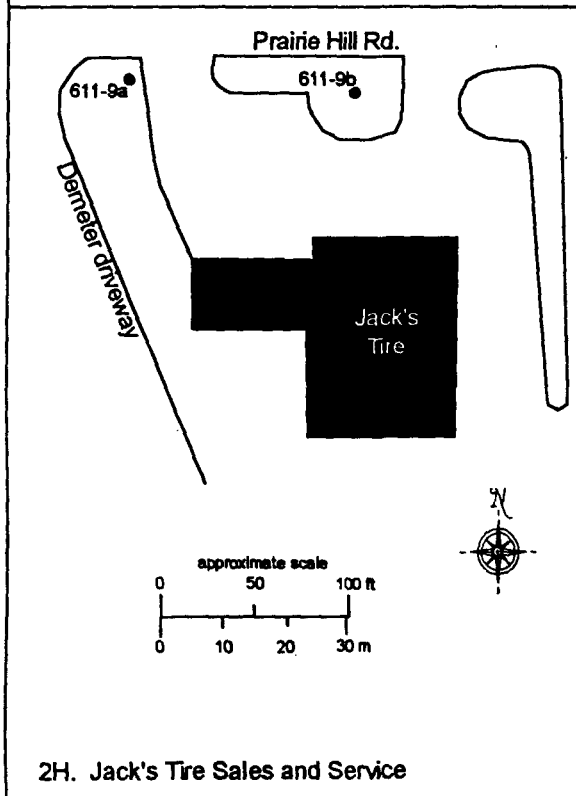 Prairie Hill Rd.
611-9a
611-9b
Demeter driveway
Jack's
Tire
N
approximate scale
0 50 100 ft
0 10 20 30 m
2H. Jack's Tire Sales and Service